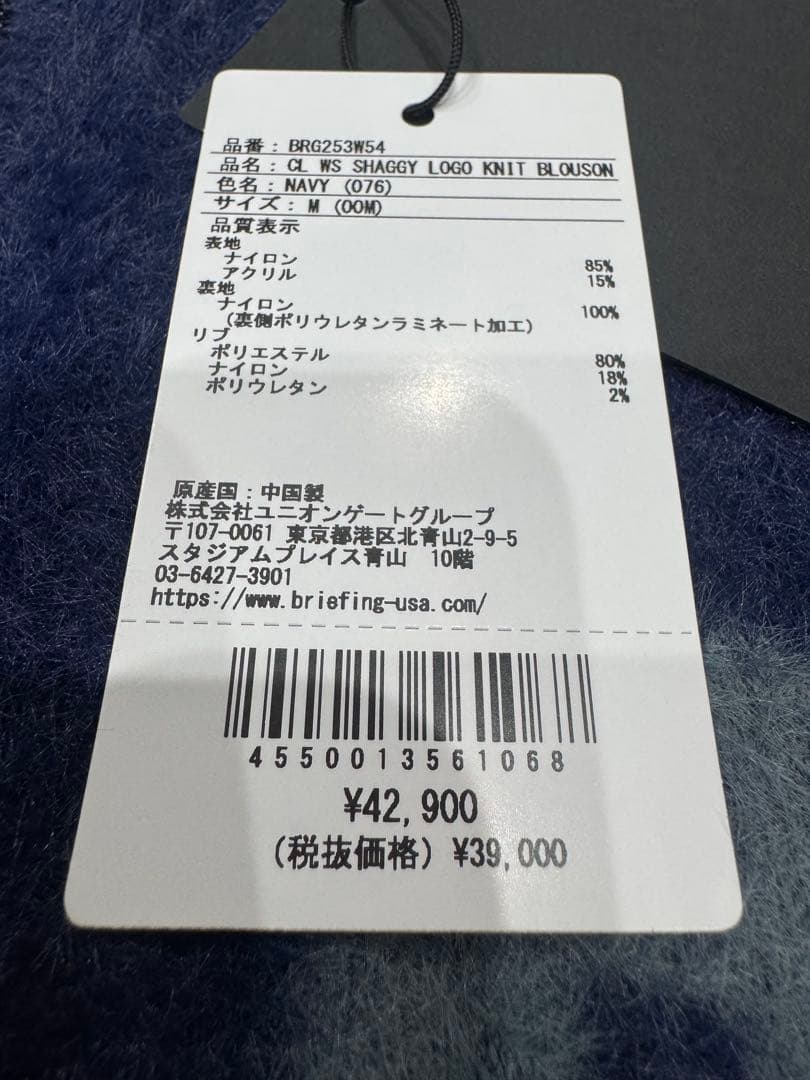 品番 : BRG253W54
品名 : CL WS SHAGGY LOGO KNIT BLOUSON
色名 : NAVY (076)
サイズ : M (00M)
品質表示
表地
ナイロン 85%
アクリル 15%
裏地
ナイロン 100%
(裏側ポリウレタンラミネート加工)
リブ
ポリエステル 80%
ナイロン 18%
ポリウレタン 2%
原産国 : 中国製
株式会社ユニオンゲートグループ
〒107-0061 東京都港区北青山2-9-5
スタジアムプレイス青山 10階
03-6427-3901
https://www.briefing-usa.com/
4550013561068
¥42,900
(税抜価格) ¥39,000